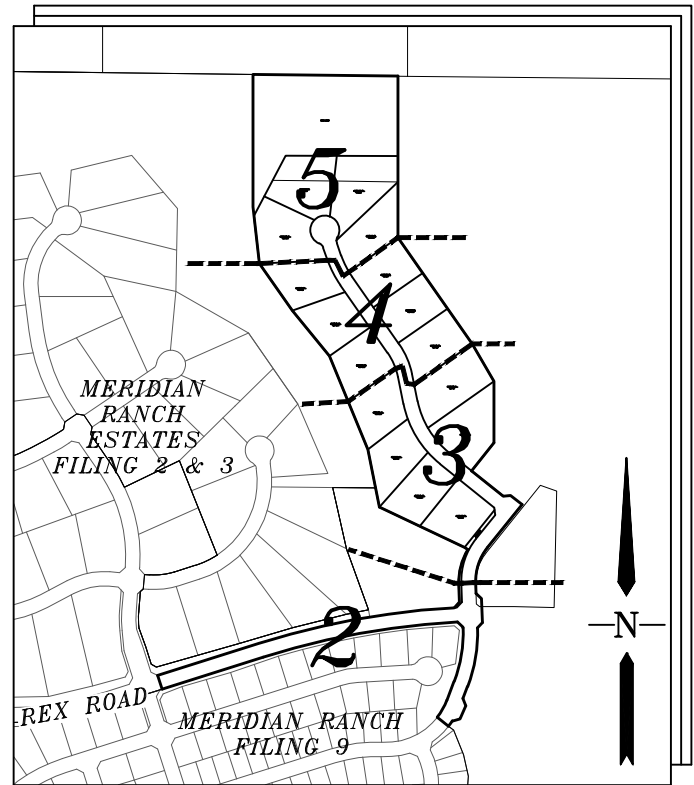 5
4
MERIDIAN
RANCH
ESTATES
FILING 2 & 3
3
N
2
REX ROAD
MERIDIAN RANCH
FILING 9